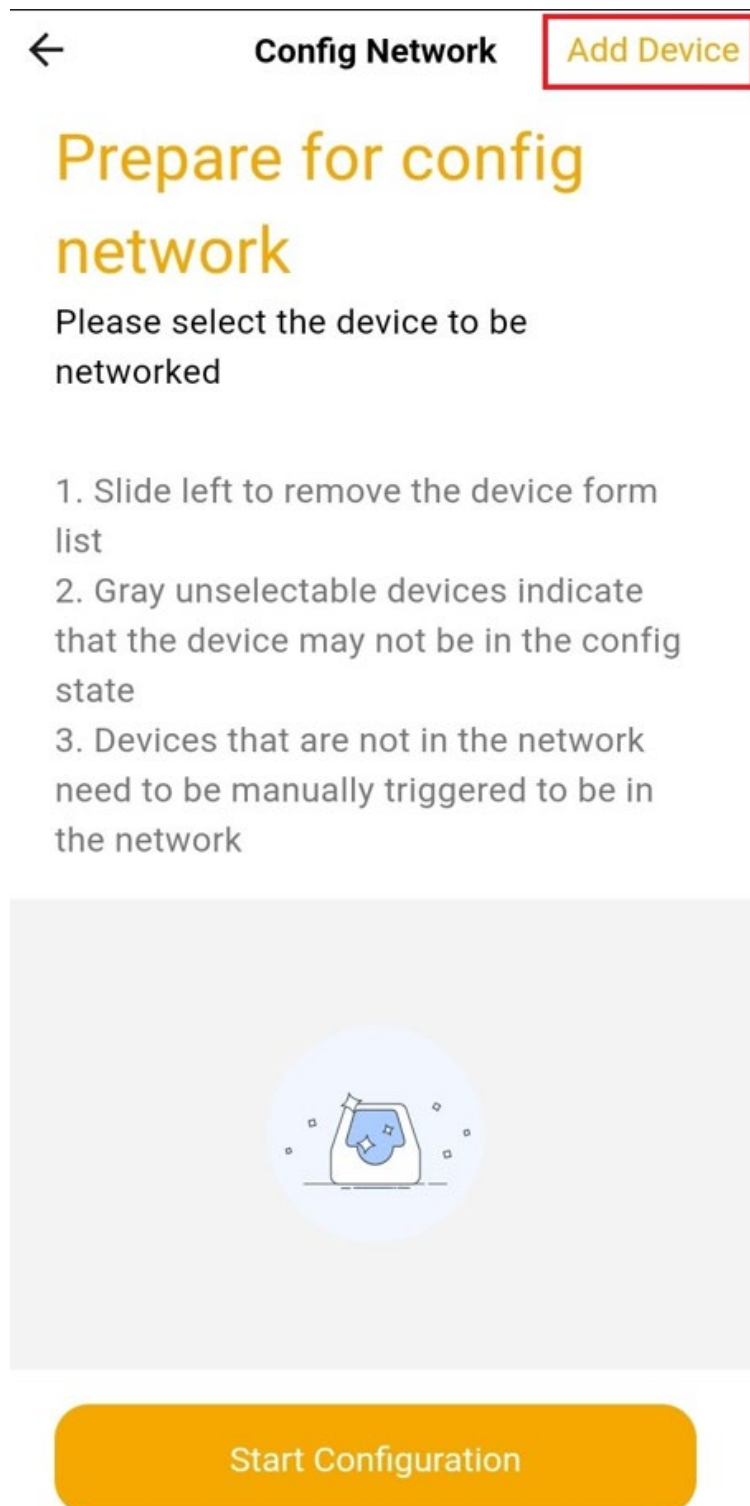 Config Network
Add Device
Prepare for config
network
Please select the device to be
networked
1. Slide left to remove the device form
list
2. Gray unselectable devices indicate
that the device may not be in the config
state
3. Devices that are not in the network
need to be manually triggered to be in
the network
Start Configuration